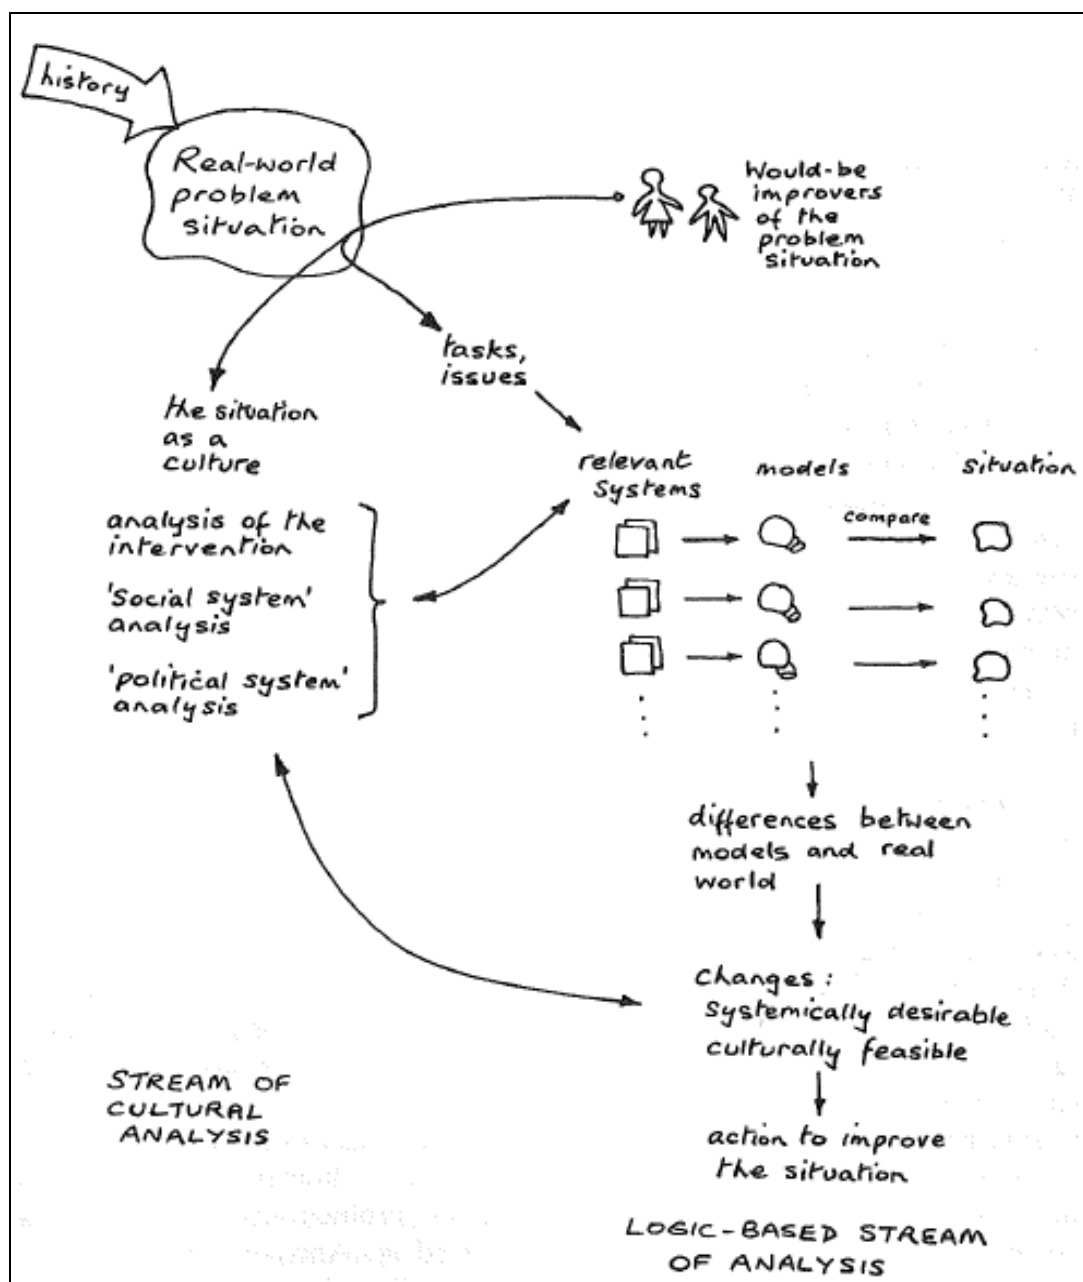 history
Real-world
problem
situation
Would-be
improvers
of the
problem
situation
tasks,
issues
the situation
as a
culture
relevant
systems
models
situation
analysis of the
intervention
compare
'social system'
analysis
'political system'
analysis
differences between
models and real
world
changes:
systemically desirable
culturally feasible
STREAM OF
CULTURAL
ANALYSIS
action to improve
the situation
LOGIC-BASED STREAM
OF ANALYSIS